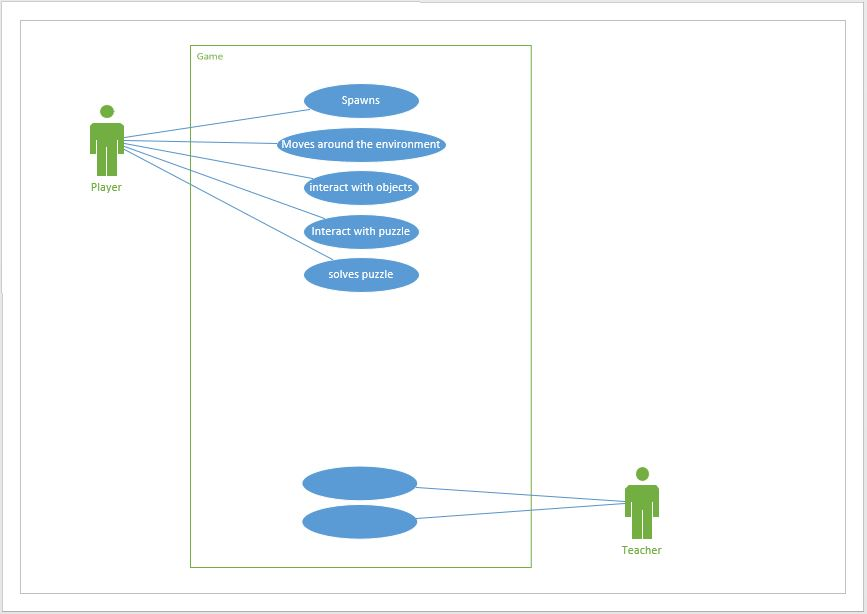 Game
Spawns
Moves around the environment
interact with objects
Interact with puzzle
solves puzzle
Player
Teacher